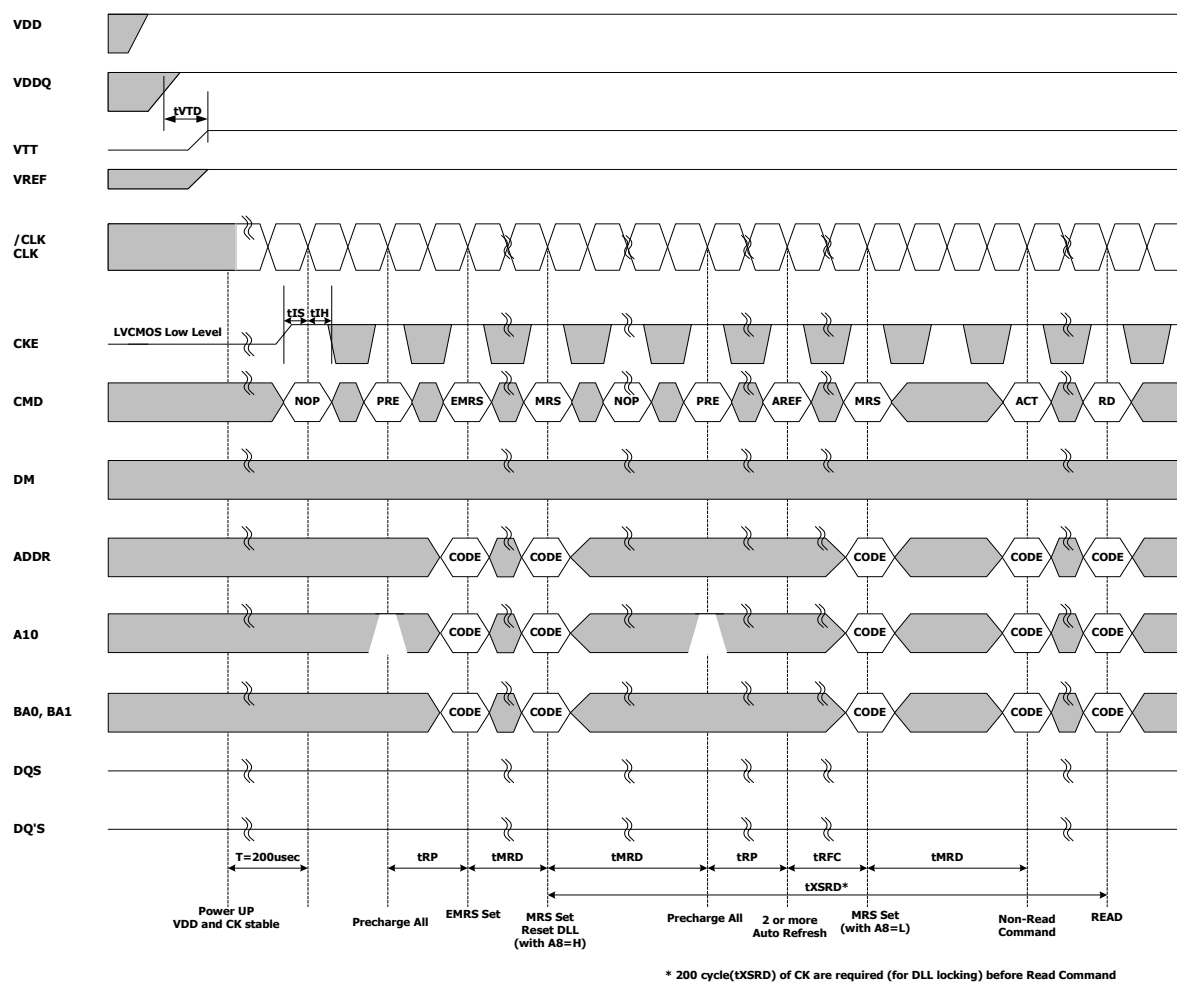 VDD
VDDQ
tVTD
VTT
VREF
/CLK
CLK
tIS tIH
LVCMOS Low Level
CKE
CMD NOP PRE EMRS MRS NOP PRE AREF MRS ACT RD
DM
ADDR CODE CODE CODE CODE CODE
A10 CODE CODE CODE CODE CODE
BA0, BA1 CODE CODE CODE CODE CODE
DQS
DQ'S
T=200usec tRP tMRD tMRD tRP tRFC tMRD
tXSRD*
Power UP
VDD and CK stable
Precharge All
EMRS Set
MRS Set
Reset DLL
(with A8=H)
Precharge All
2 or more
Auto Refresh
MRS Set
(with A8=L)
Non-Read
Command
READ
* 200 cycle(tXSRD) of CK are required (for DLL locking) before Read Command